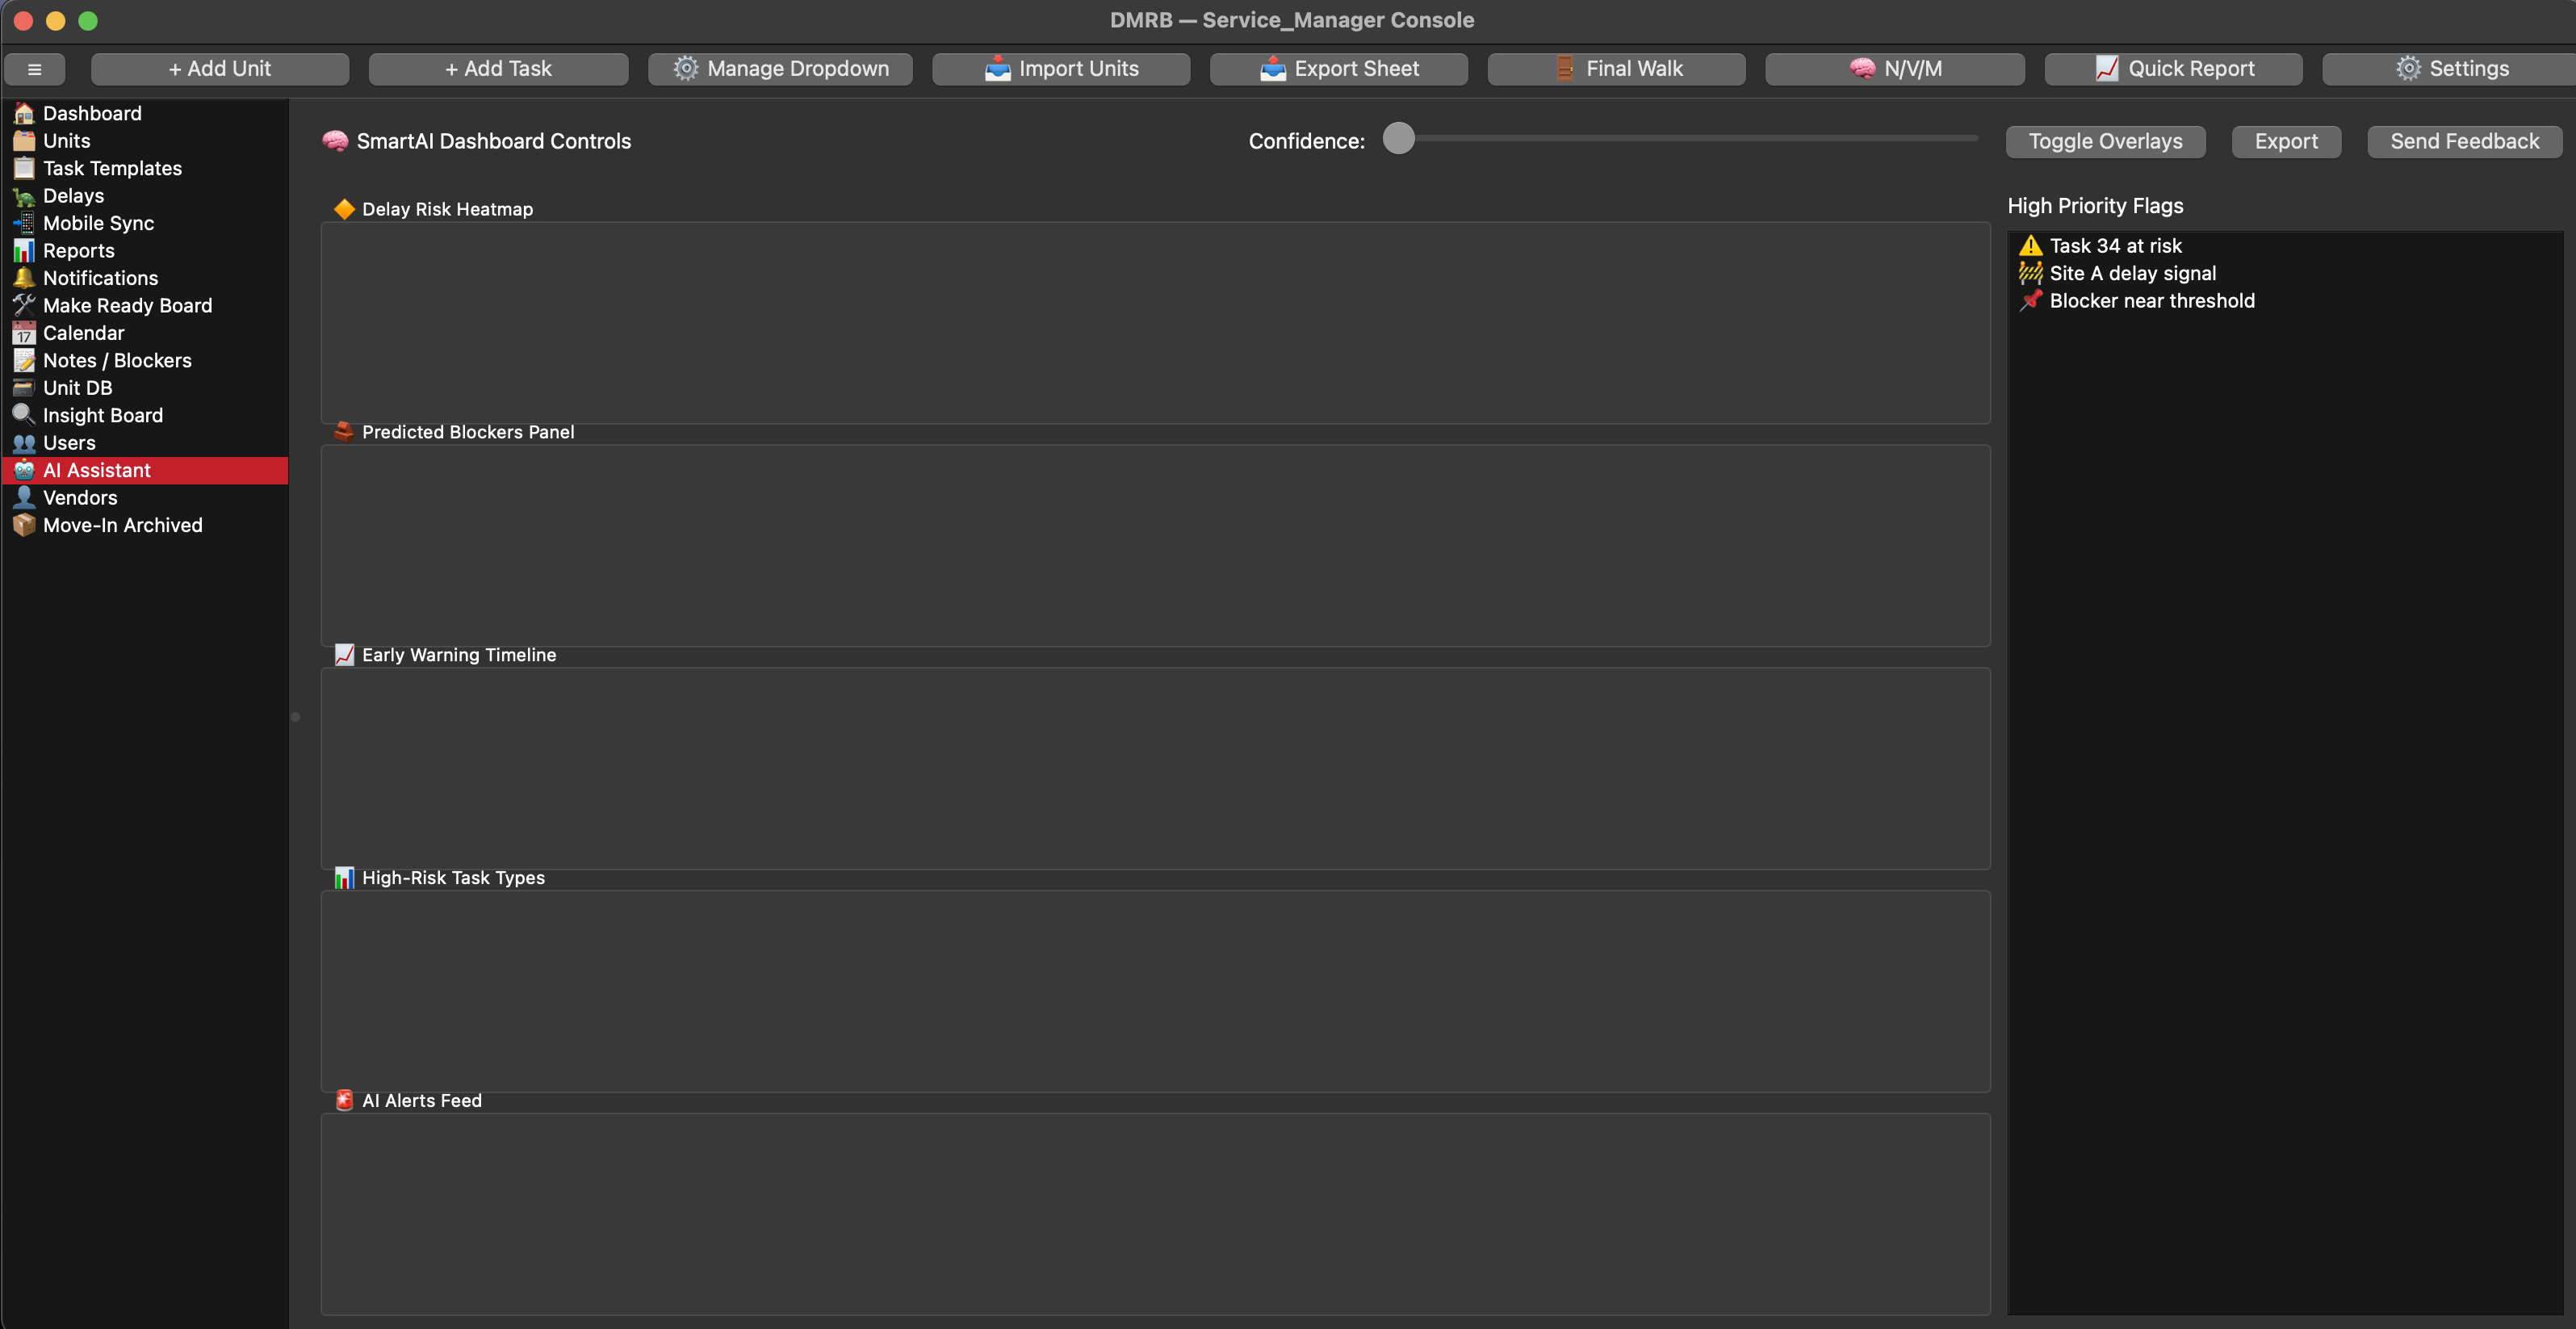 DMRB — Service_Manager Console
≡
+ Add Unit
+ Add Task
⚙️ Manage Dropdown
📥 Import Units
📤 Export Sheet
🚪 Final Walk
🧠 N/V/M
📈 Quick Report
⚙️ Settings
🏠 Dashboard
🗂️ Units
📋 Task Templates
🐢 Delays
📲 Mobile Sync
📊 Reports
🔔 Notifications
🛠️ Make Ready Board
📅 Calendar
📝 Notes / Blockers
🗃️ Unit DB
🔍 Insight Board
👥 Users
🤖 AI Assistant
👤 Vendors
📦 Move-In Archived
🧠 SmartAI Dashboard Controls
Confidence:
Toggle Overlays
Export
Send Feedback
🔶 Delay Risk Heatmap
🧱 Predicted Blockers Panel
📈 Early Warning Timeline
📊 High-Risk Task Types
🚨 AI Alerts Feed
High Priority Flags
⚠️ Task 34 at risk
🚧 Site A delay signal
📌 Blocker near threshold